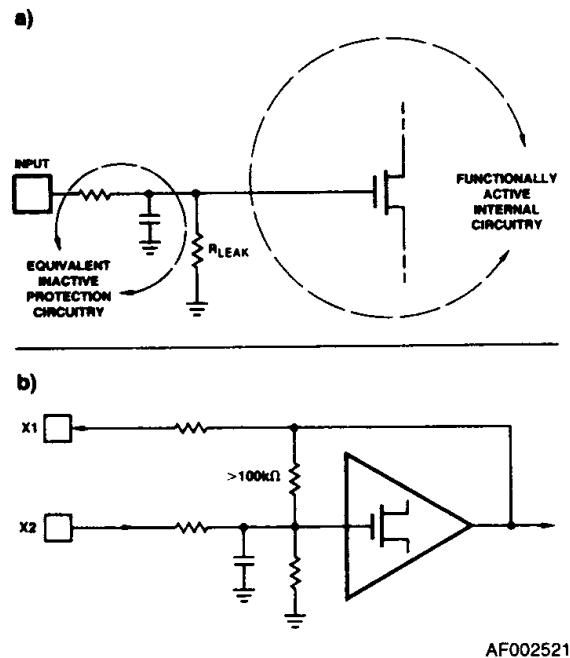 a)
INPUT
EQUIVALENT
INACTIVE
PROTECTION
CIRCUITRY
RLEAK
FUNCTIONALLY
ACTIVE
INTERNAL
CIRCUITRY
b)
X1
>100kΩ
X2
AF002521